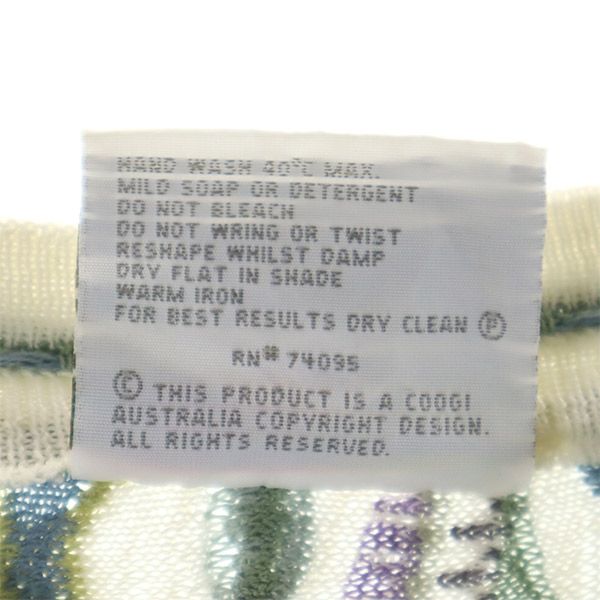 HAND WASH 40°C MAX.
MILD SOAP OR DETERGENT
DO NOT BLEACH
DO NOT WRING OR TWIST
RESHAPE WHILST DAMP
DRY FLAT IN SHADE
WARM IRON
FOR BEST RESULTS DRY CLEAN Ⓟ
RN# 74095
© THIS PRODUCT IS A COOGI
AUSTRALIA COPYRIGHT DESIGN.
ALL RIGHTS RESERVED.